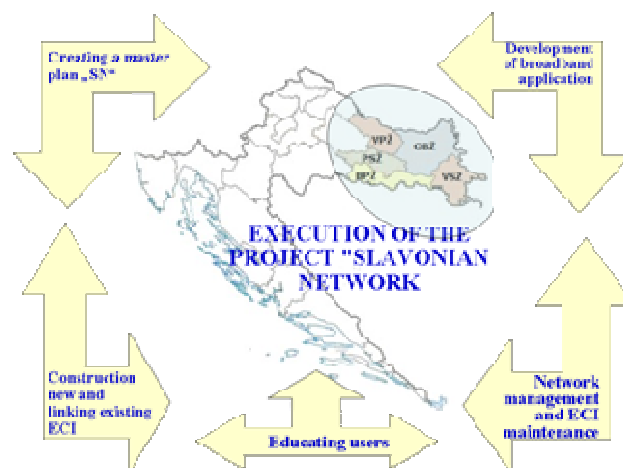 Creating a master
plan „SN“
Development
of broadband
application
VPŽ
OBŽ
PSŽ
BPŽ
VSŽ
EXECUTION OF THE
PROJECT "SLAVONIAN
NETWORK
Construction
new and
linking existing
ECI
Educating users
Network
management
and ECI
maintenance